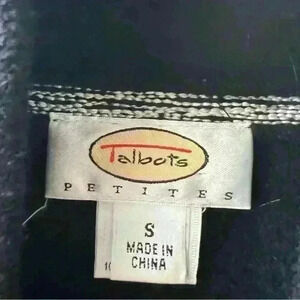 Talbots
PETITES
S
MADE IN
CHINA